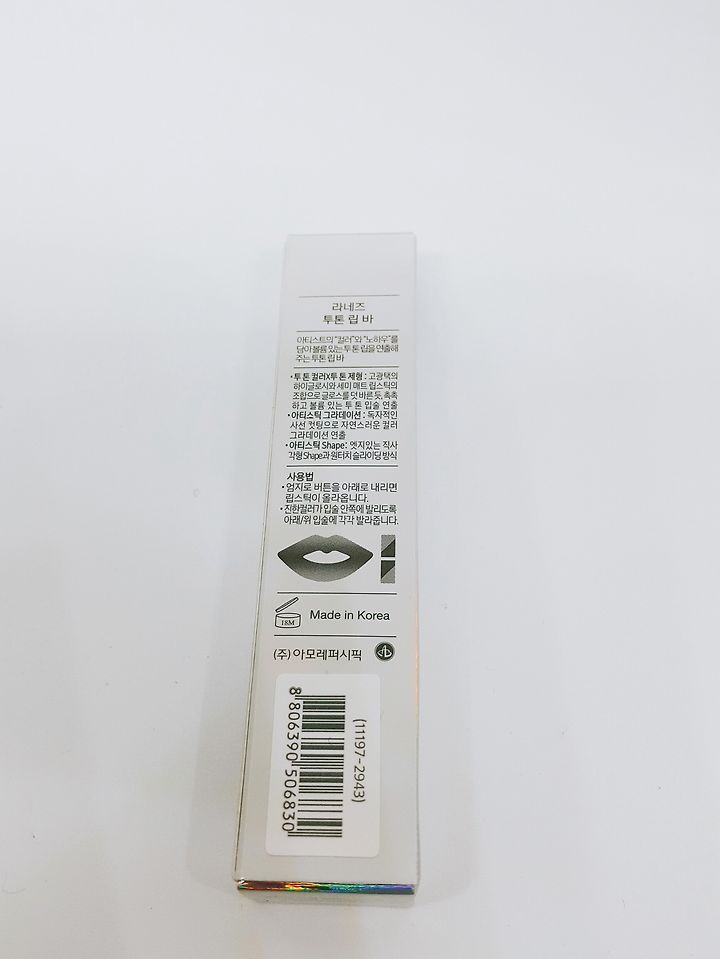 라네즈
투톤 립 바
아티스트의 "컬러"와 "노하우"를
담아 볼륨 있는 투 톤 립을 연출해
주는 투톤 립 바
• 투 톤 컬러X투 톤 제형 : 고광택의
하이글로시와 세미 매트 립스틱의
조합으로 글로스를 덧 바른 듯, 촉촉
하고 볼륨 있는 투 톤 입술 연출
• 아티스틱 그라데이션 : 독자적인
사선 컷팅으로 자연스러운 컬러
그라데이션 연출
• 아티스틱 Shape : 엣지있는 직사
각형 Shape과 원터치 슬라이딩 방식
사용법
• 엄지로 버튼을 아래로 내리면
립스틱이 올라옵니다.
• 진한컬러가 입술 안쪽에 발리도록
아래/위 입술에 각각 발라줍니다.
18M
Made in Korea
(주)아모레퍼시픽
(11197-2943)
8 806390 506830